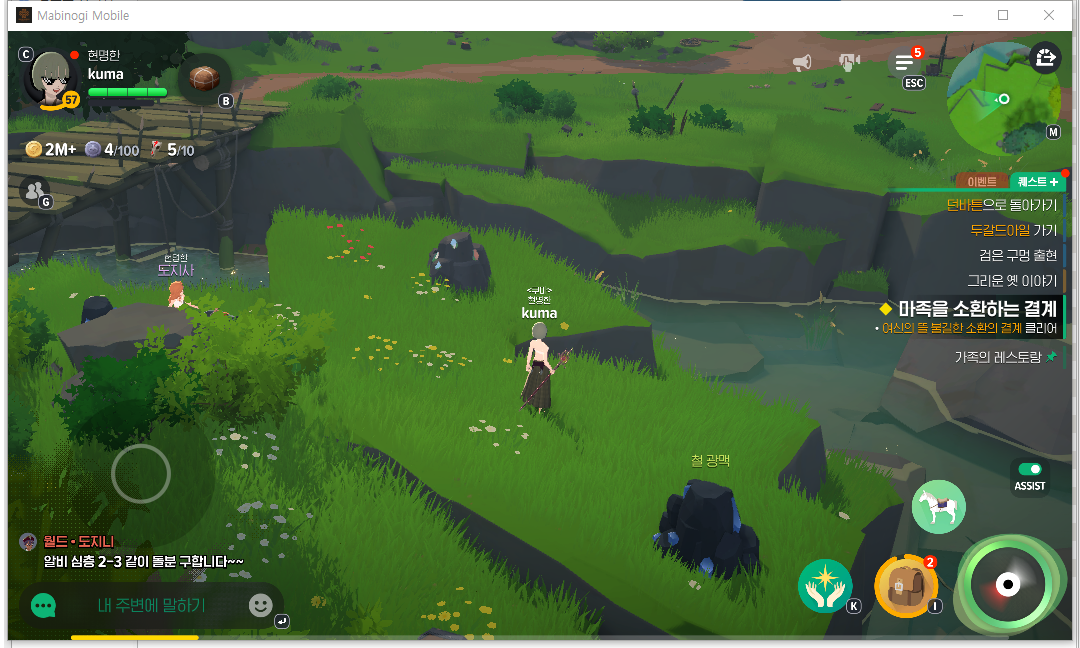 Mabinogi Mobile
C
현명한
kuma
57
B
2M+
4/100
5/10
G
5
ESC
M
이벤트
퀘스트 +
던바튼으로 돌아가기
두갈드아일 가기
검은 구멍 출현
그리운 옛 이야기
마족을 소환하는 결계
• 여신의 뜰 불길한 소환의 결계 클리어
가족의 레스토랑
현명한
도지사
현명한
kuma
철 광맥
ASSIST
월드 • 도지니
알비 심층 2-3 같이 돌분 구합니다~~
내 주변에 말하기
K
2
I